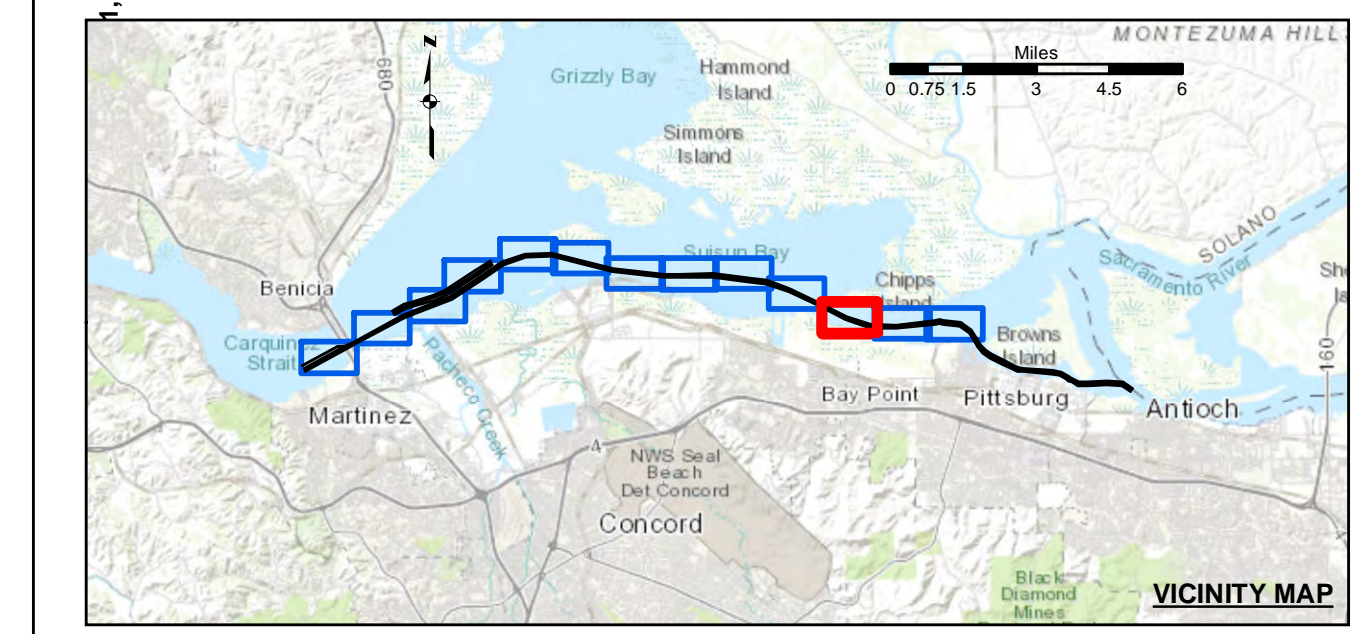 MONTEZUMA HILL
Miles
0 0.75 1.5 3 4.5 6
N
680
Grizzly Bay
Hammond
Island
Simmons
Island
SOLANO
Sacramento River
Suisun Bay
Chipps
Island
Benicia
Carquinez
Strait
Pacheco Creek
Browns
Island
160
Martinez
Bay Point
Pittsburg
Antioch
4
NWS Seal
Beach
Det Concord
Concord
Black
Diamond
Mines
VICINITY MAP